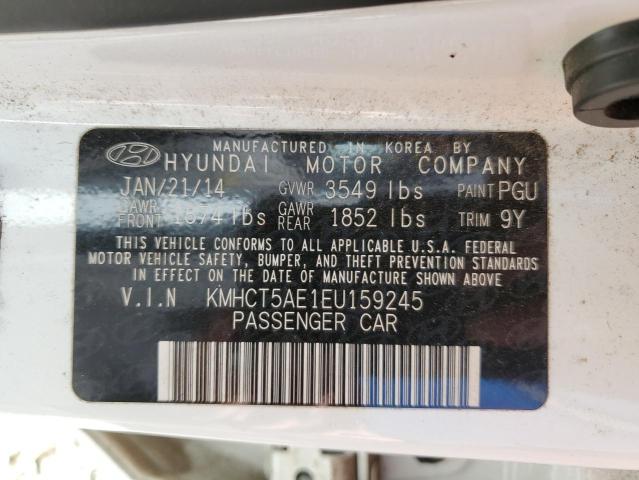 MANUFACTURED IN KOREA BY
HYUNDAI MOTOR COMPANY
JAN/21/14 GVWR 3549 lbs PAINT PGU
GAWR FRONT 1874 lbs GAWR REAR 1852 lbs TRIM 9Y
THIS VEHICLE CONFORMS TO ALL APPLICABLE U.S.A. FEDERAL
MOTOR VEHICLE SAFETY, BUMPER, AND THEFT PREVENTION STANDARDS
IN EFFECT ON THE DATE OF MANUFACTURE SHOWN ABOVE
V.I.N KMHCT5AE1EU159245
PASSENGER CAR